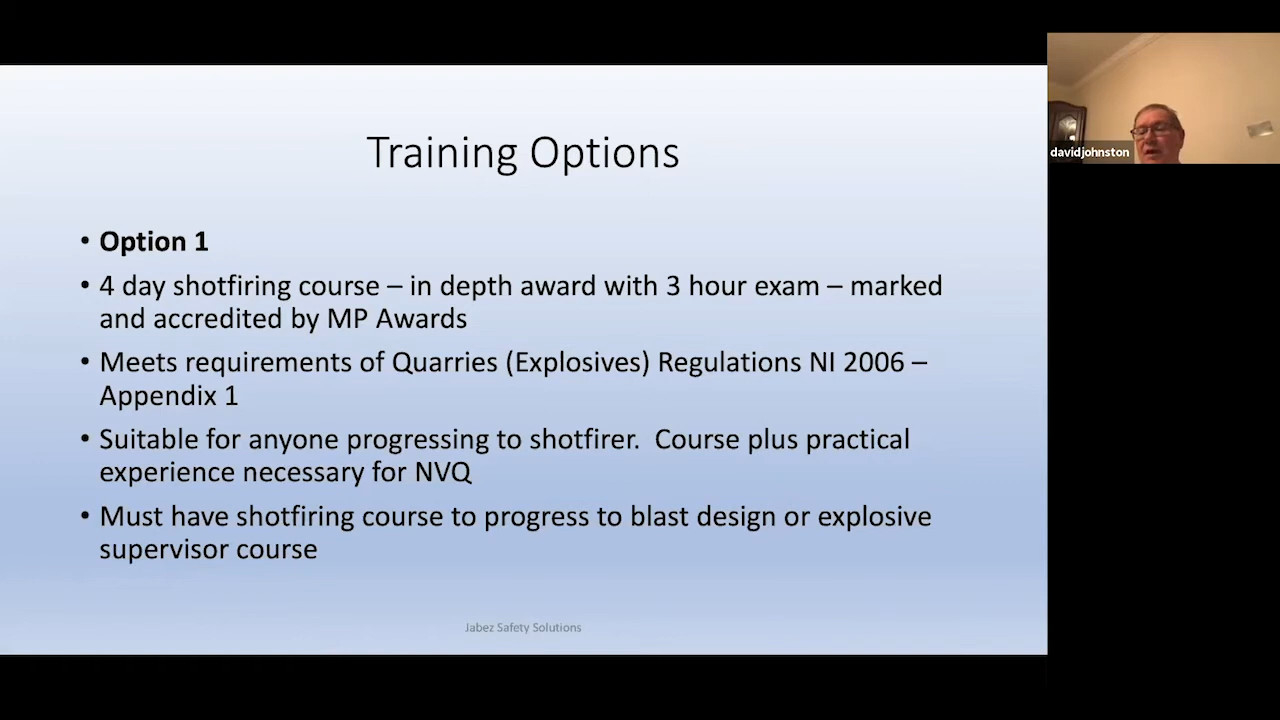 Training Options
• Option 1
• 4 day shotfiring course – in depth award with 3 hour exam – marked
and accredited by MP Awards
• Meets requirements of Quarries (Explosives) Regulations NI 2006 –
Appendix 1
• Suitable for anyone progressing to shotfirer.  Course plus practical
experience necessary for NVQ
• Must have shotfiring course to progress to blast design or explosive
supervisor course
Jabez Safety Solutions
davidjohnston